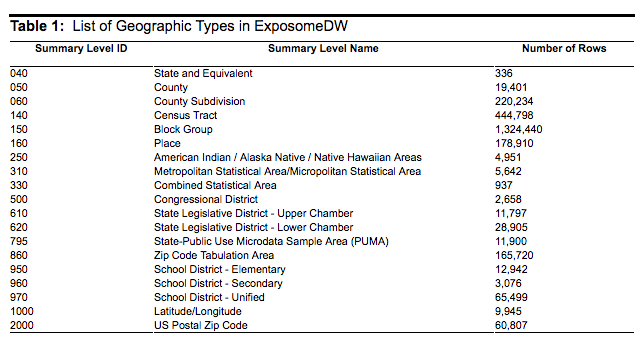 Table 1: List of Geographic Types in ExposomeDW
Summary Level ID Summary Level Name Number of Rows
040 State and Equivalent 336
050 County 19,401
060 County Subdivision 220,234
140 Census Tract 444,798
150 Block Group 1,324,440
160 Place 178,910
250 American Indian / Alaska Native / Native Hawaiian Areas 4,951
310 Metropolitan Statistical Area/Micropolitan Statistical Area 5,642
330 Combined Statistical Area 937
500 Congressional District 2,658
610 State Legislative District - Upper Chamber 11,797
620 State Legislative District - Lower Chamber 28,905
795 State-Public Use Microdata Sample Area (PUMA) 11,900
860 Zip Code Tabulation Area 165,720
950 School District - Elementary 12,942
960 School District - Secondary 3,076
970 School District - Unified 65,499
1000 Latitude/Longitude 9,945
2000 US Postal Zip Code 60,807